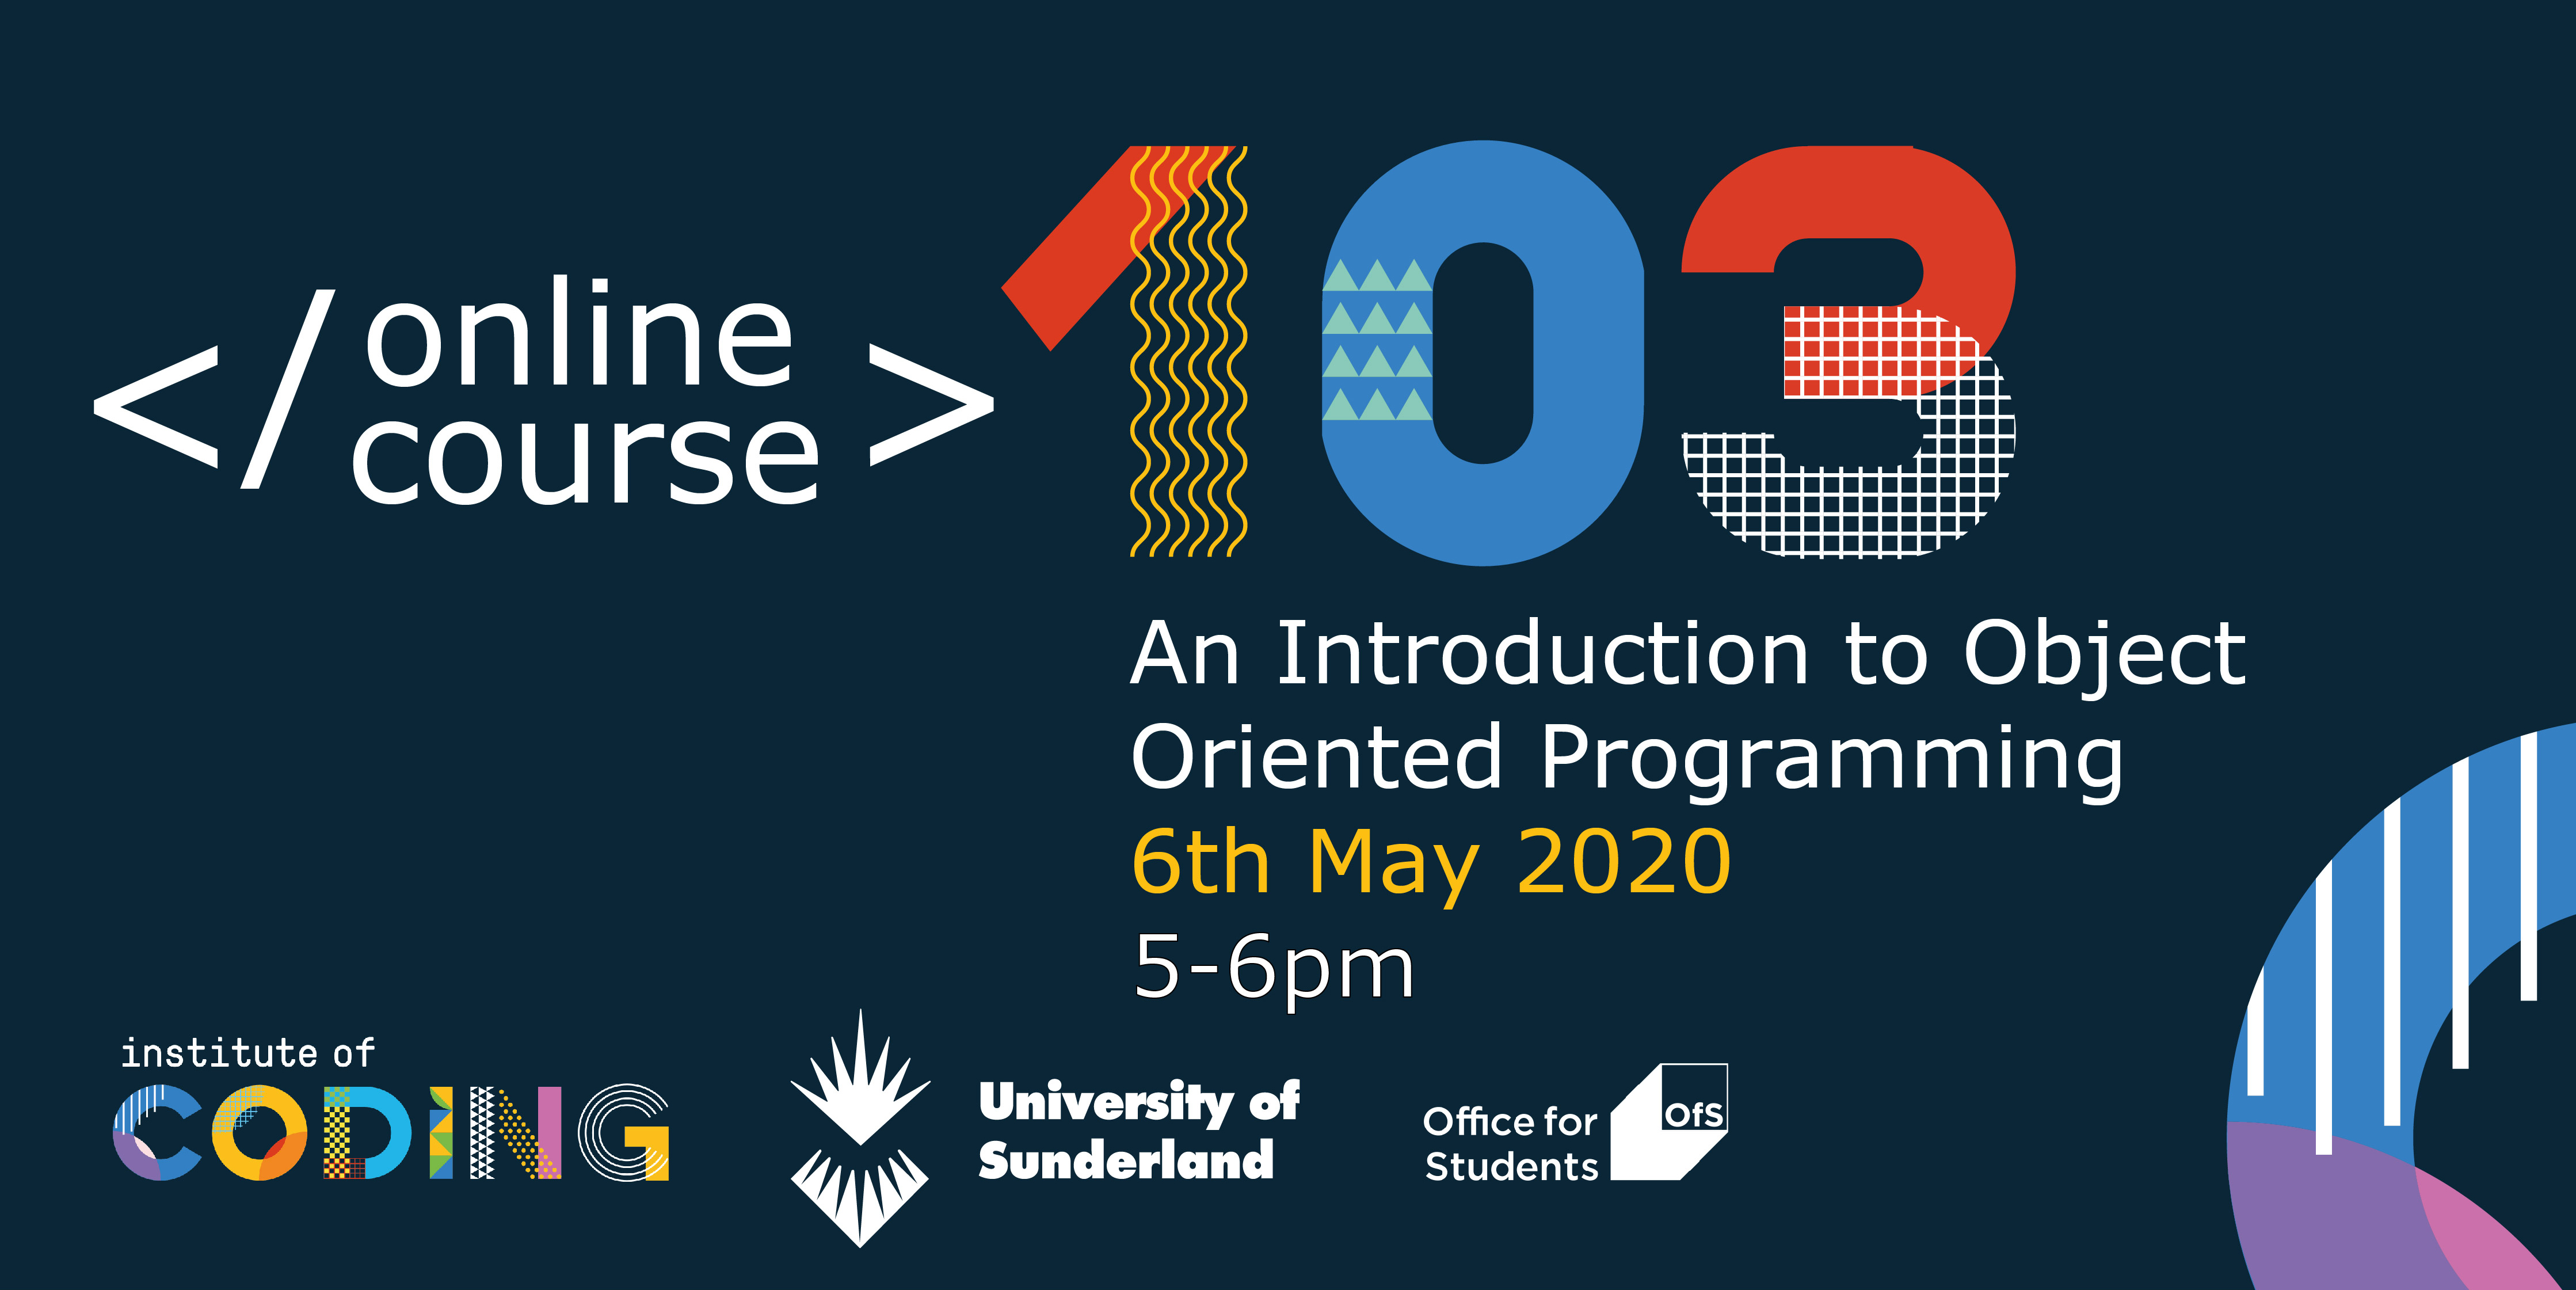 </ online course >
103
An Introduction to Object
Oriented Programming
6th May 2020
5-6pm
institute of
CODING
University of
Sunderland
Office for
Students
OfS